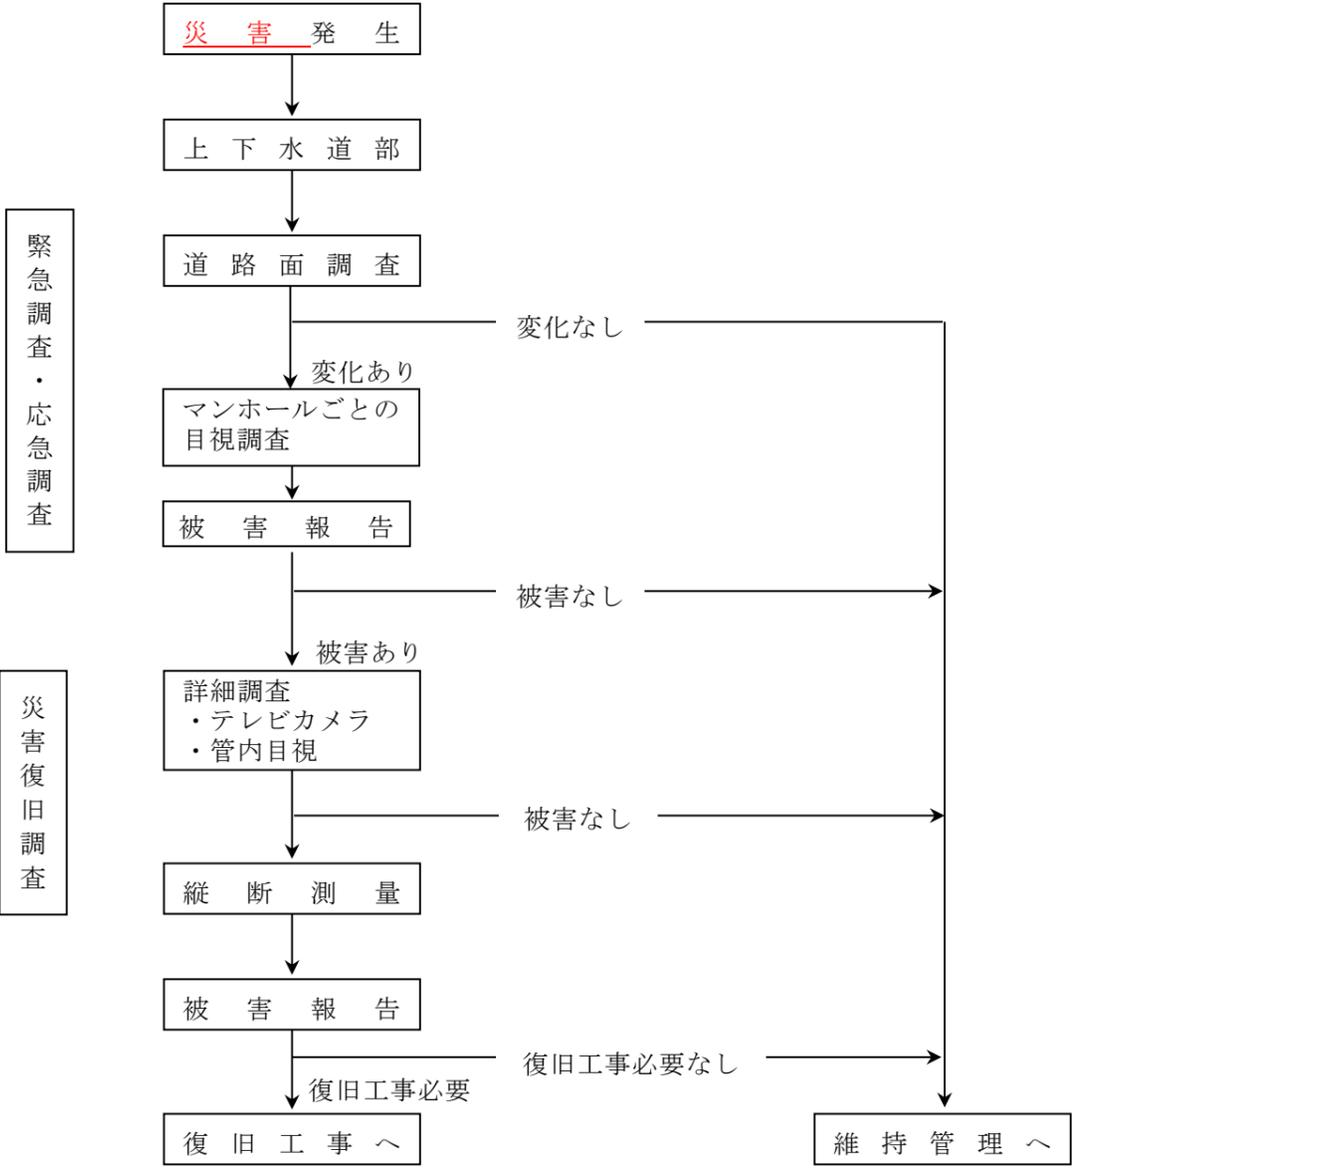 災害発生
上下水道部
緊急調査・応急調査
道路面調査
変化なし
変化あり
マンホールごとの
目視調査
被害報告
被害なし
被害あり
災害復旧調査
詳細調査
・テレビカメラ
・管内目視
被害なし
縦断測量
被害報告
復旧工事必要なし
復旧工事必要
復旧工事へ
維持管理へ